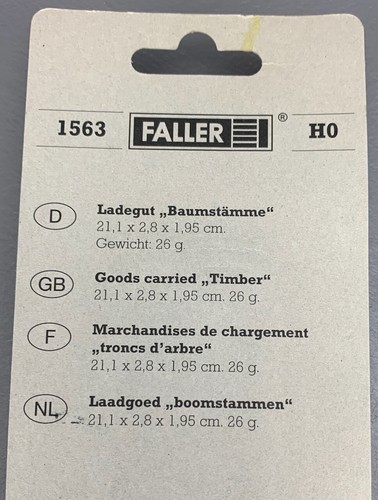 1563 FALLER ® H0
D Ladegut „Baumstämme“
21,1 x 2,8 x 1,95 cm.
Gewicht: 26 g.
GB Goods carried „Timber“
21,1 x 2,8 x 1,95 cm. 26 g.
F Marchandises de chargement
„troncs d'arbre“
21,1 x 2,8 x 1,95 cm. 26 g.
NL Laadgoed „boomstammen“
21,1 x 2,8 x 1,95 cm. 26 g.